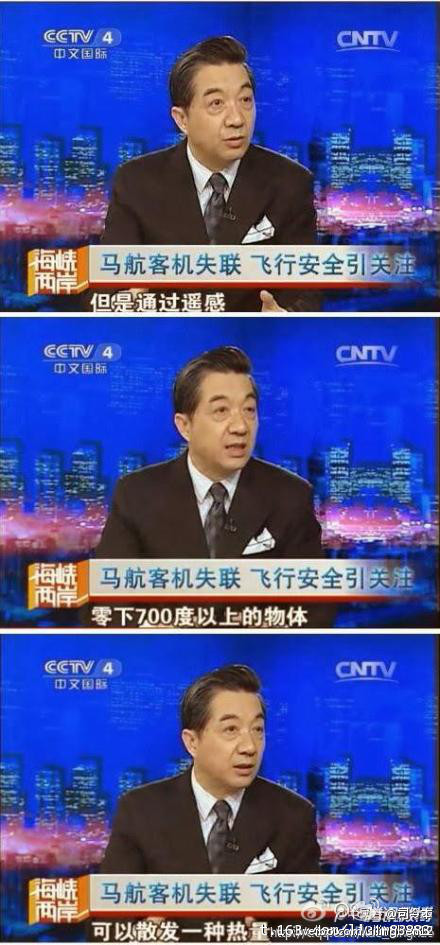 CCTV 4
中文国际
CNTV
海峡两岸
马航客机失联 飞行安全引关注
但是通过遥感
CCTV 4
中文国际
CNTV
海峡两岸
马航客机失联 飞行安全引关注
零下700度以上的物体
CCTV 4
中文国际
CNTV
海峡两岸
马航客机失联 飞行安全引关注
可以散发一种热